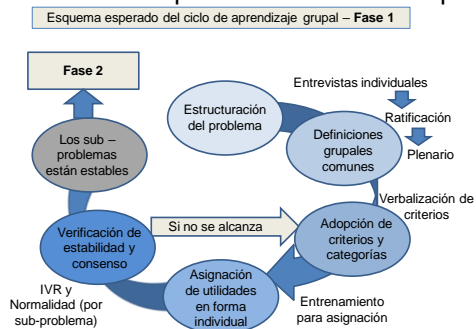 Esquema esperado del ciclo de aprendizaje grupal – Fase 1
Fase 2
Entrevistas individuales
Ratificación
Plenario
Estructuración
del problema
Definiciones
grupales
comunes
Los sub –
problemas
están estables
Verbalización de
criterios
Si no se alcanza
Verificación de
estabilidad y
consenso
Adopción de
criterios y
categorías
Asignación
de utilidades
en forma
individual
IVR y
Normalidad (por
sub-problema)
Entrenamiento
para asignación